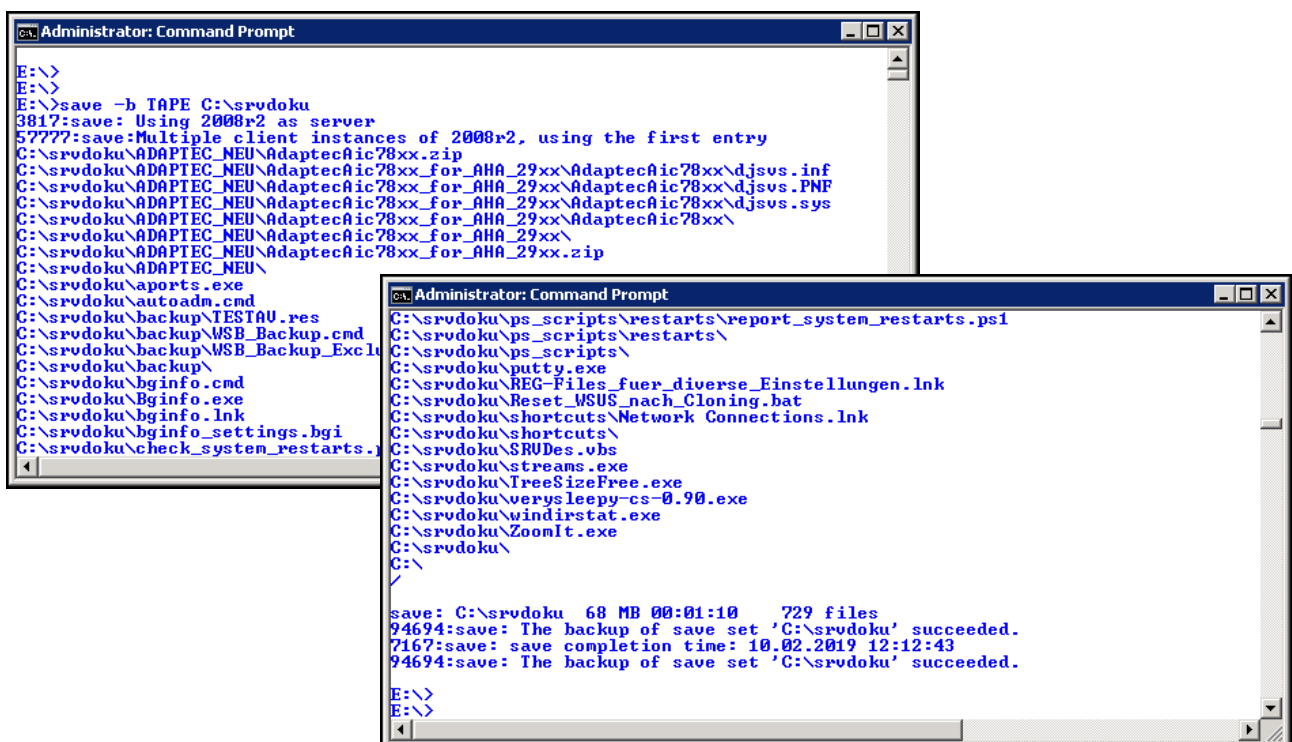 Administrator: Command Prompt
E:\>
E:\>
E:\>save -b TAPE C:\srvdoku
3817:save: Using 2008r2 as server
57777:save:Multiple client instances of 2008r2, using the first entry
C:\srvdoku\ADAPTEC_NEU\AdaptecAic78xx.zip
C:\srvdoku\ADAPTEC_NEU\AdaptecAic78xx_for_AHA_29xx\AdaptecAic78xx\djsvs.inf
C:\srvdoku\ADAPTEC_NEU\AdaptecAic78xx_for_AHA_29xx\AdaptecAic78xx\djsvs.PNF
C:\srvdoku\ADAPTEC_NEU\AdaptecAic78xx_for_AHA_29xx\AdaptecAic78xx\djsvs.sys
C:\srvdoku\ADAPTEC_NEU\AdaptecAic78xx_for_AHA_29xx\AdaptecAic78xx\
C:\srvdoku\ADAPTEC_NEU\AdaptecAic78xx_for_AHA_29xx\
C:\srvdoku\ADAPTEC_NEU\AdaptecAic78xx_for_AHA_29xx.zip
C:\srvdoku\ADAPTEC_NEU\
C:\srvdoku\aports.exe
C:\srvdoku\autoadm.cmd
C:\srvdoku\backup\TESTAV.res
C:\srvdoku\backup\WSB_Backup.cmd
C:\srvdoku\backup\WSB_Backup_Exclu
C:\srvdoku\backup\
C:\srvdoku\bginfo.cmd
C:\srvdoku\Bginfo.exe
C:\srvdoku\bginfo.lnk
C:\srvdoku\bginfo_settings.bgi
C:\srvdoku\check_system_restarts.
Administrator: Command Prompt
C:\srvdoku\ps_scripts\restarts\report_system_restarts.ps1
C:\srvdoku\ps_scripts\restarts\
C:\srvdoku\ps_scripts\
C:\srvdoku\putty.exe
C:\srvdoku\REG-Files_fuer_diverse_Einstellungen.lnk
C:\srvdoku\Reset_WSUS_nach_Cloning.bat
C:\srvdoku\shortcuts\Network Connections.lnk
C:\srvdoku\shortcuts\
C:\srvdoku\SRVDes.vbs
C:\srvdoku\streams.exe
C:\srvdoku\TreeSizeFree.exe
C:\srvdoku\verysleepy-cs-0.90.exe
C:\srvdoku\windirstat.exe
C:\srvdoku\ZoomIt.exe
C:\srvdoku\
C:\
/
save: C:\srvdoku  68 MB 00:01:10    729 files
94694:save: The backup of save set 'C:\srvdoku' succeeded.
7167:save: save completion time: 10.02.2019 12:12:43
94694:save: The backup of save set 'C:\srvdoku' succeeded.
E:\>
E:\>